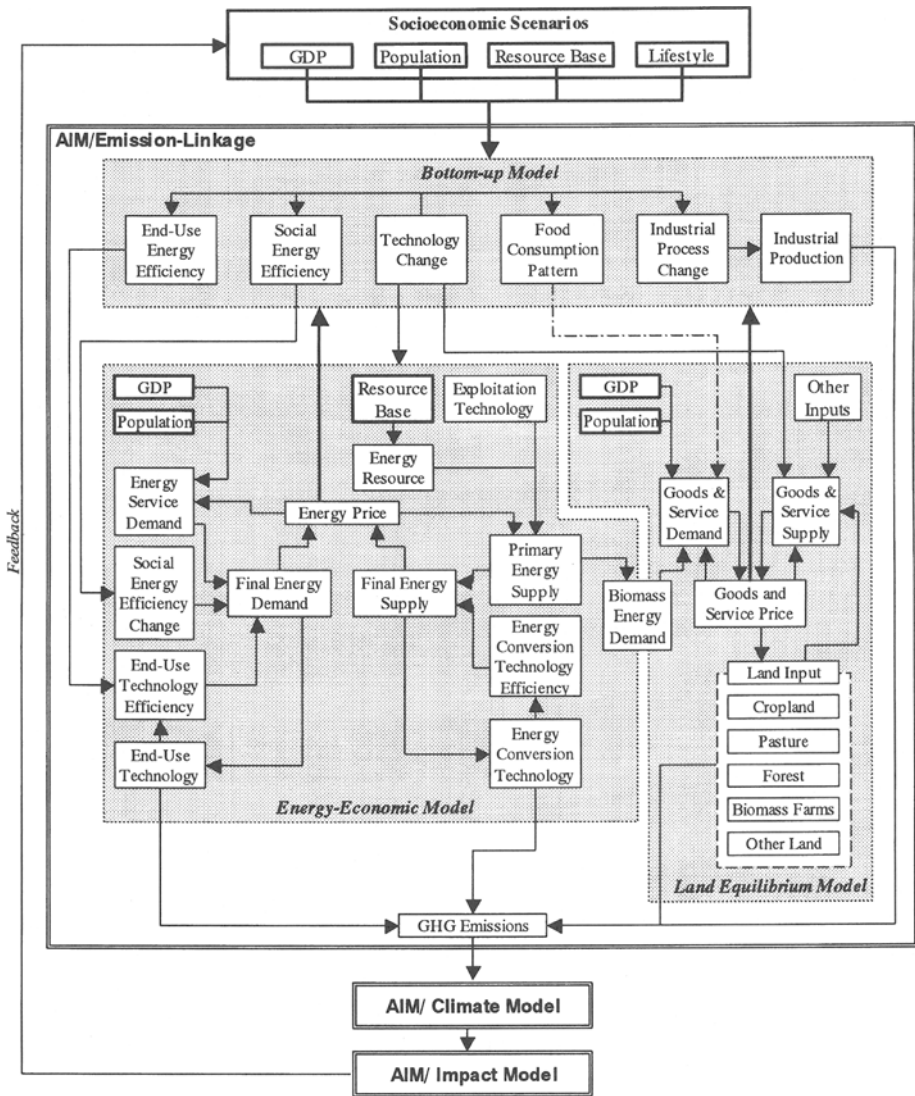 Socioeconomic Scenarios
GDP
Population
Resource Base
Lifestyle
AIM/Emission-Linkage
Bottom-up Model
End-Use
Energy
Efficiency
Social
Energy
Efficiency
Technology
Change
Food
Consumption
Pattern
Industrial
Process
Change
Industrial
Production
GDP
Population
Resource
Base
Exploitation
Technology
Energy
Resource
Energy
Service
Demand
Energy Price
Social
Energy
Efficiency
Change
Final Energy
Demand
Final Energy
Supply
Primary
Energy
Supply
Energy
Conversion
Technology
Efficiency
End-Use
Technology
Efficiency
End-Use
Technology
Energy
Conversion
Technology
Energy-Economic Model
GDP
Population
Other
Inputs
Goods &
Service
Demand
Goods &
Service
Supply
Biomass
Energy
Demand
Goods and
Service Price
Land Input
Cropland
Pasture
Forest
Biomass Farms
Other Land
Land Equilibrium Model
GHG Emissions
AIM/ Climate Model
AIM/ Impact Model
Feedback